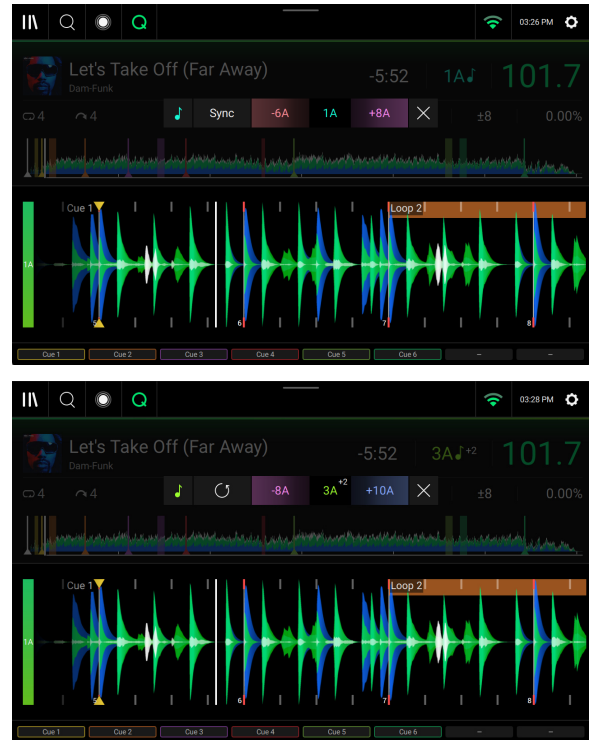 03:26 PM
Let's Take Off (Far Away)
Dam-Funk
-5:52
1A
101.7
4
4
Sync
-6A
1A
+8A
±8
0.00%
Cue 1
Loop 2
1A
5
6
7
8
Cue 1
Cue 2
Cue 3
Cue 4
Cue 5
Cue 6
–
–
03:28 PM
Let's Take Off (Far Away)
Dam-Funk
-5:52
3A
+2
101.7
4
4
-8A
3A
+2
+10A
±8
0.00%
Cue 1
Loop 2
1A
5
6
7
8
Cue 1
Cue 2
Cue 3
Cue 4
Cue 5
Cue 6
–
–